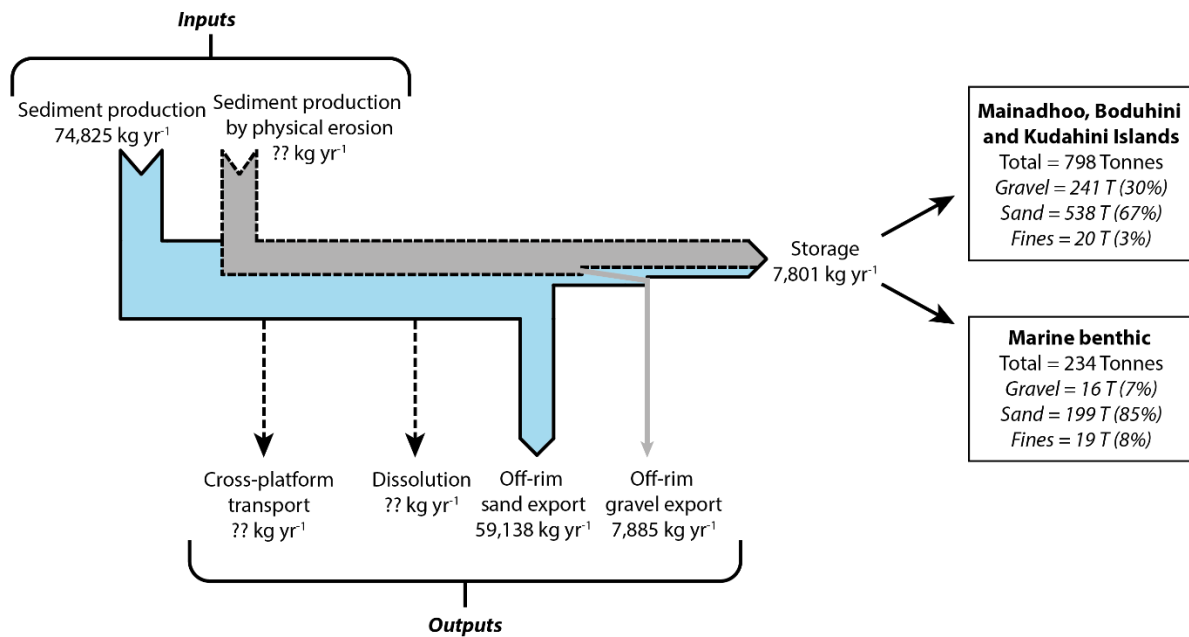 Inputs
Sediment production
74,825 kg yr⁻¹
Sediment production
by physical erosion
?? kg yr⁻¹
Storage
7,801 kg yr⁻¹
Mainadhoo, Boduhini
and Kudahini Islands
Total = 798 Tonnes
Gravel = 241 T (30%)
Sand = 538 T (67%)
Fines = 20 T (3%)
Marine benthic
Total = 234 Tonnes
Gravel = 16 T (7%)
Sand = 199 T (85%)
Fines = 19 T (8%)
Cross-platform
transport
?? kg yr⁻¹
Dissolution
?? kg yr⁻¹
Off-rim
sand export
59,138 kg yr⁻¹
Off-rim
gravel export
7,885 kg yr⁻¹
Outputs